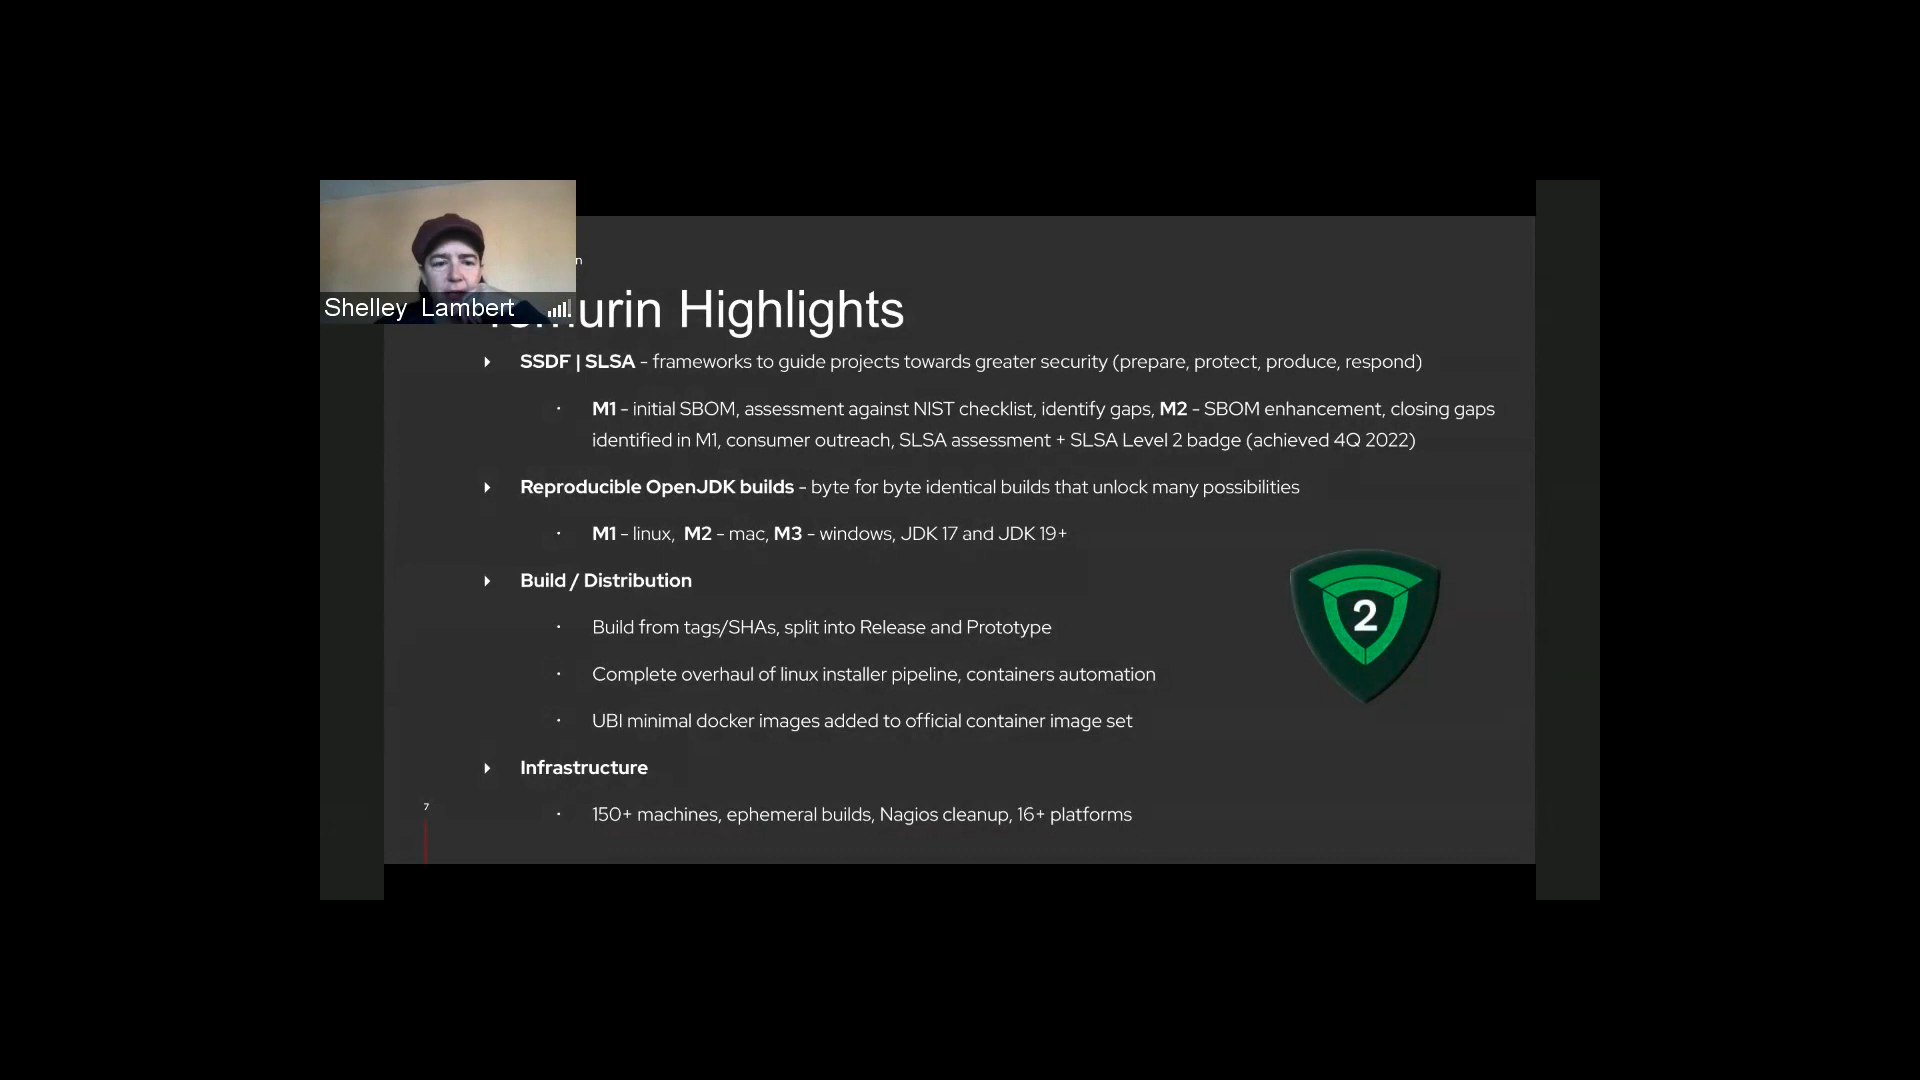 Shelley Lambert
n
urin Highlights
SSDF | SLSA - frameworks to guide projects towards greater security (prepare, protect, produce, respond)
M1 - initial SBOM, assessment against NIST checklist, identify gaps, M2 - SBOM enhancement, closing gaps
identified in M1, consumer outreach, SLSA assessment + SLSA Level 2 badge (achieved 4Q 2022)
Reproducible OpenJDK builds - byte for byte identical builds that unlock many possibilities
M1 - linux, M2 - mac, M3 - windows, JDK 17 and JDK 19+
Build / Distribution
Build from tags/SHAs, split into Release and Prototype
2
Complete overhaul of linux installer pipeline, containers automation
UBI minimal docker images added to official container image set
Infrastructure
150+ machines, ephemeral builds, Nagios cleanup, 16+ platforms
7